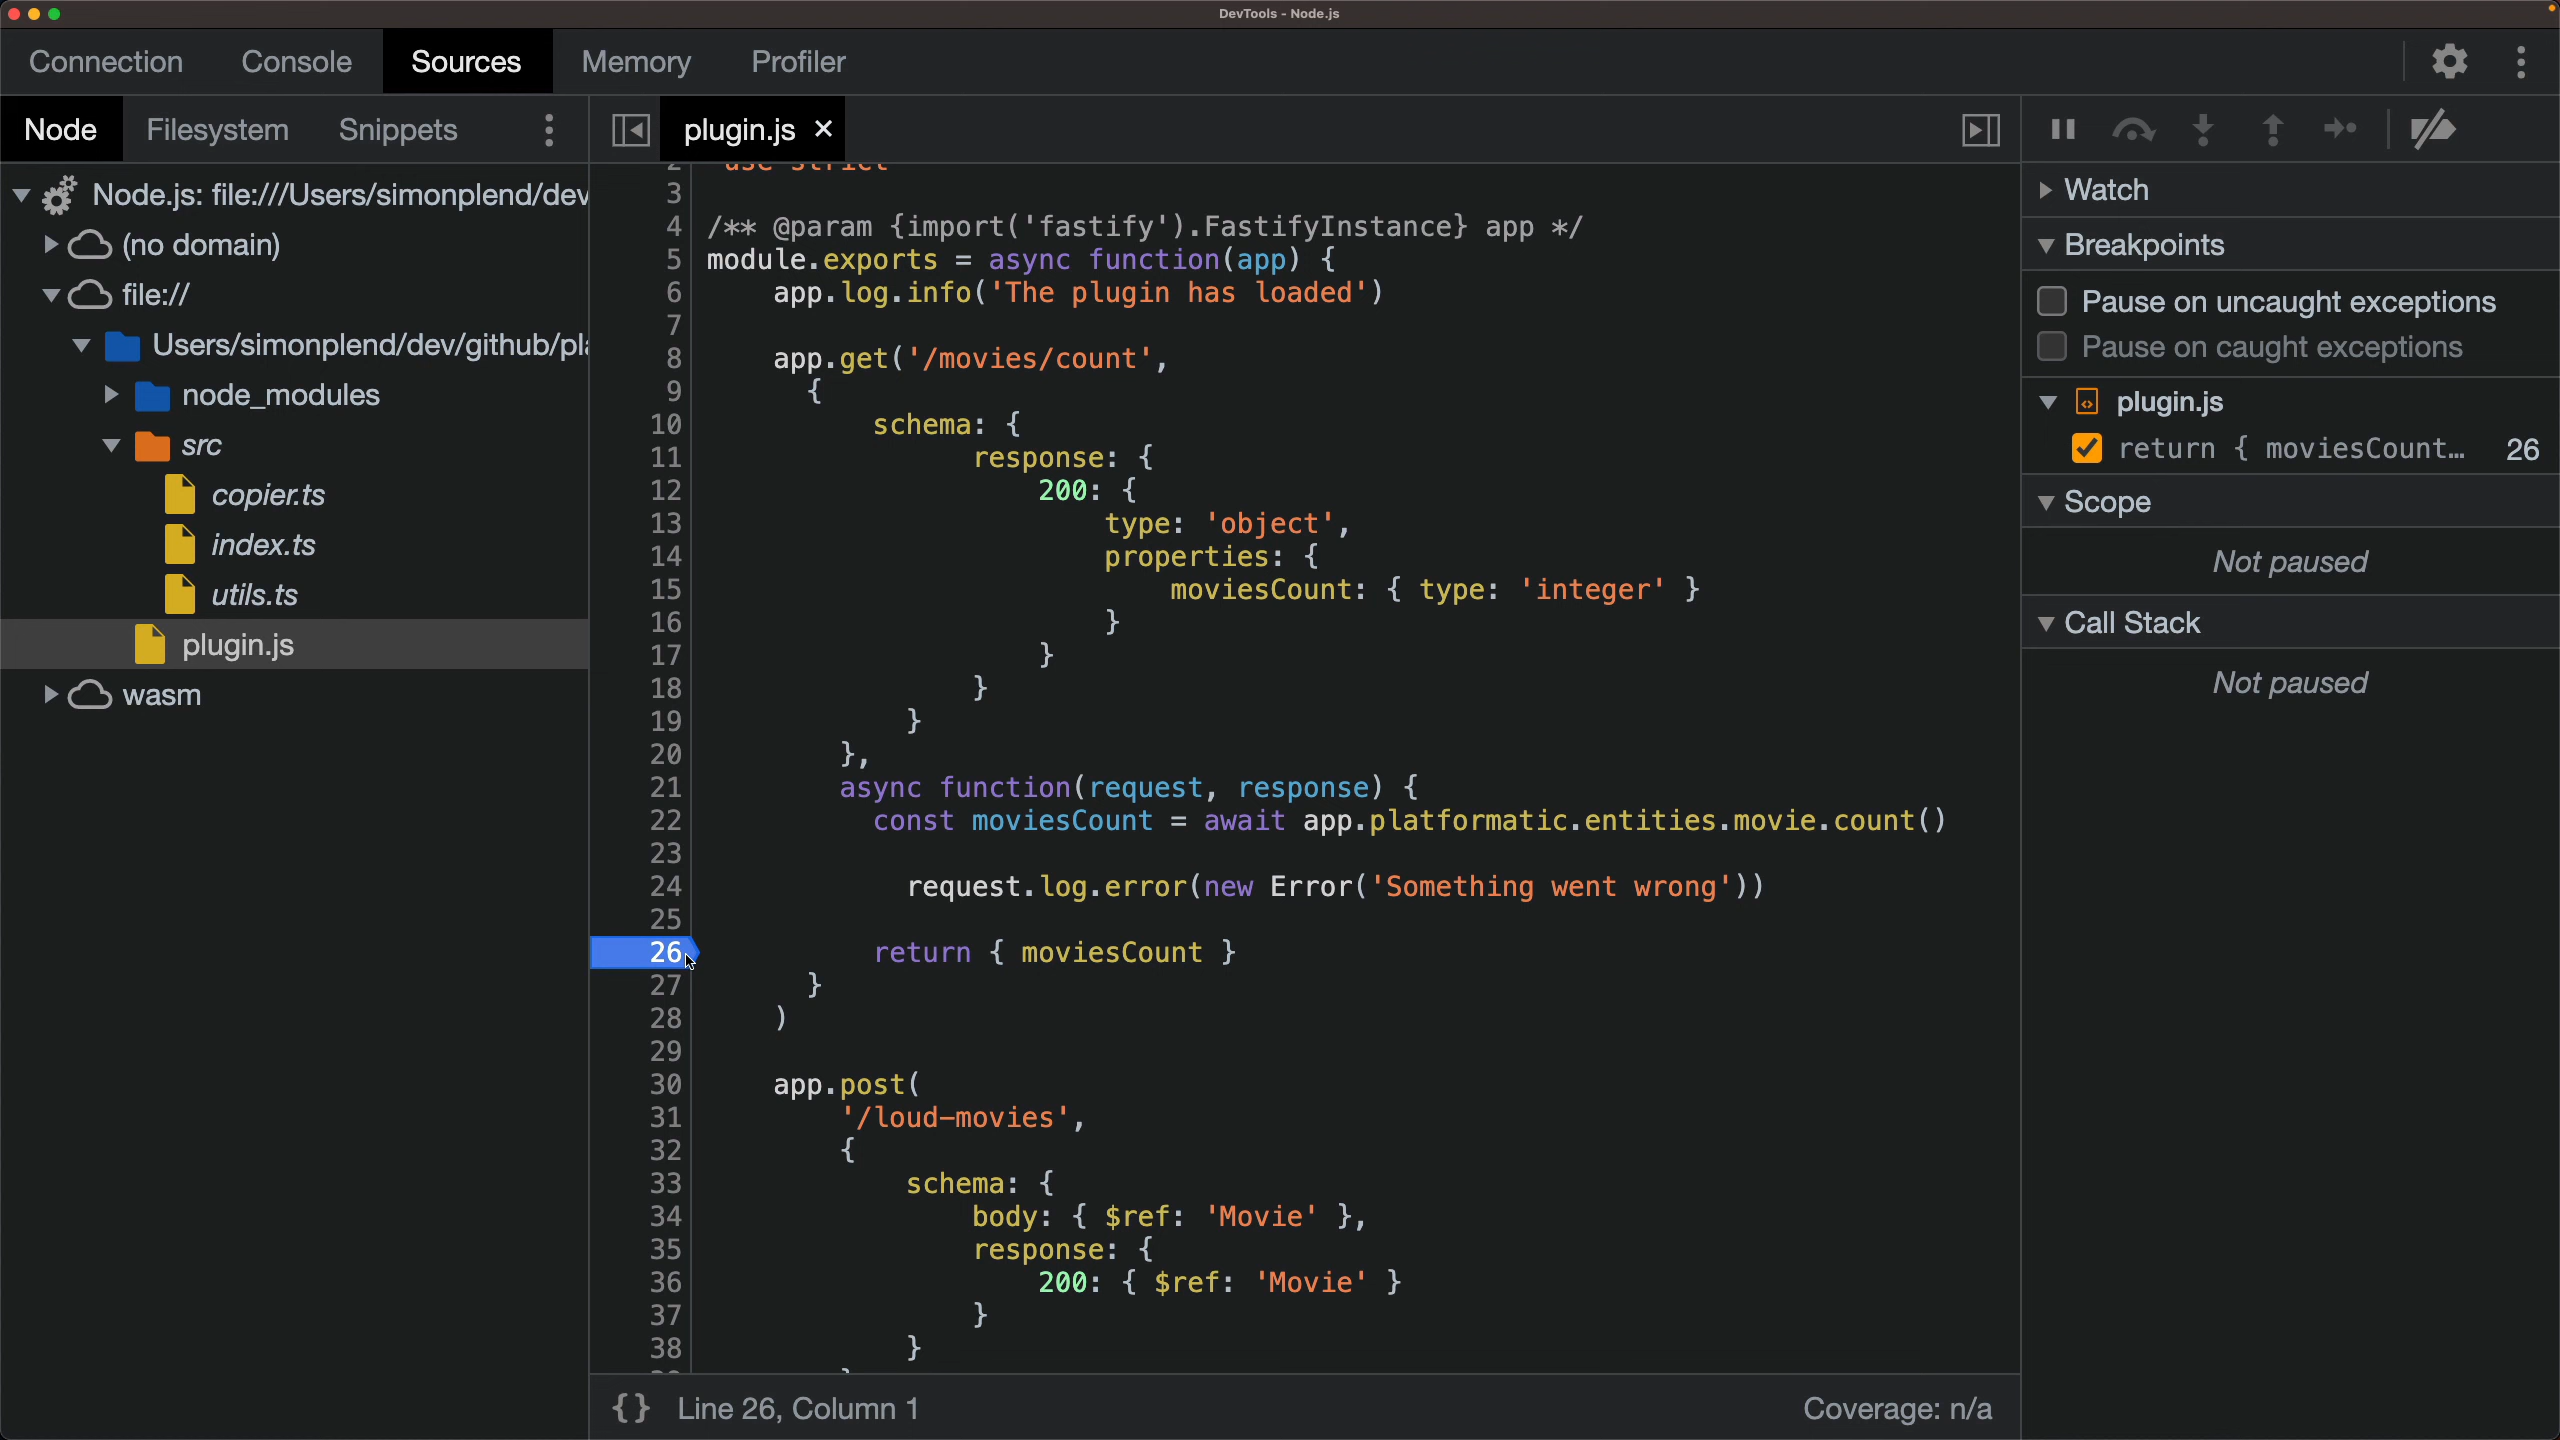 DevTools - Node.js
Connection Console Sources Memory Profiler
Node Filesystem Snippets
plugin.js ×
Node.js: file:///Users/simonplend/dev
(no domain)
file://
Users/simonplend/dev/github/pl
node_modules
src
copier.ts
index.ts
utils.ts
plugin.js
wasm
2 'use strict'
3
4 /** @param {import('fastify').FastifyInstance} app */
5 module.exports = async function(app) {
6 app.log.info('The plugin has loaded')
7
8 app.get('/movies/count',
9 {
10 schema: {
11 response: {
12 200: {
13 type: 'object',
14 properties: {
15 moviesCount: { type: 'integer' }
16 }
17 }
18 }
19 }
20 },
21 async function(request, response) {
22 const moviesCount = await app.platformatic.entities.movie.count()
23
24 request.log.error(new Error('Something went wrong'))
25
26 return { moviesCount }
27 }
28 )
29
30 app.post(
31 '/loud-movies',
32 {
33 schema: {
34 body: { $ref: 'Movie' },
35 response: {
36 200: { $ref: 'Movie' }
37 }
38 }
{} Line 26, Column 1
Coverage: n/a
Watch
Breakpoints
Pause on uncaught exceptions
Pause on caught exceptions
plugin.js
return { moviesCount… 26
Scope
Not paused
Call Stack
Not paused